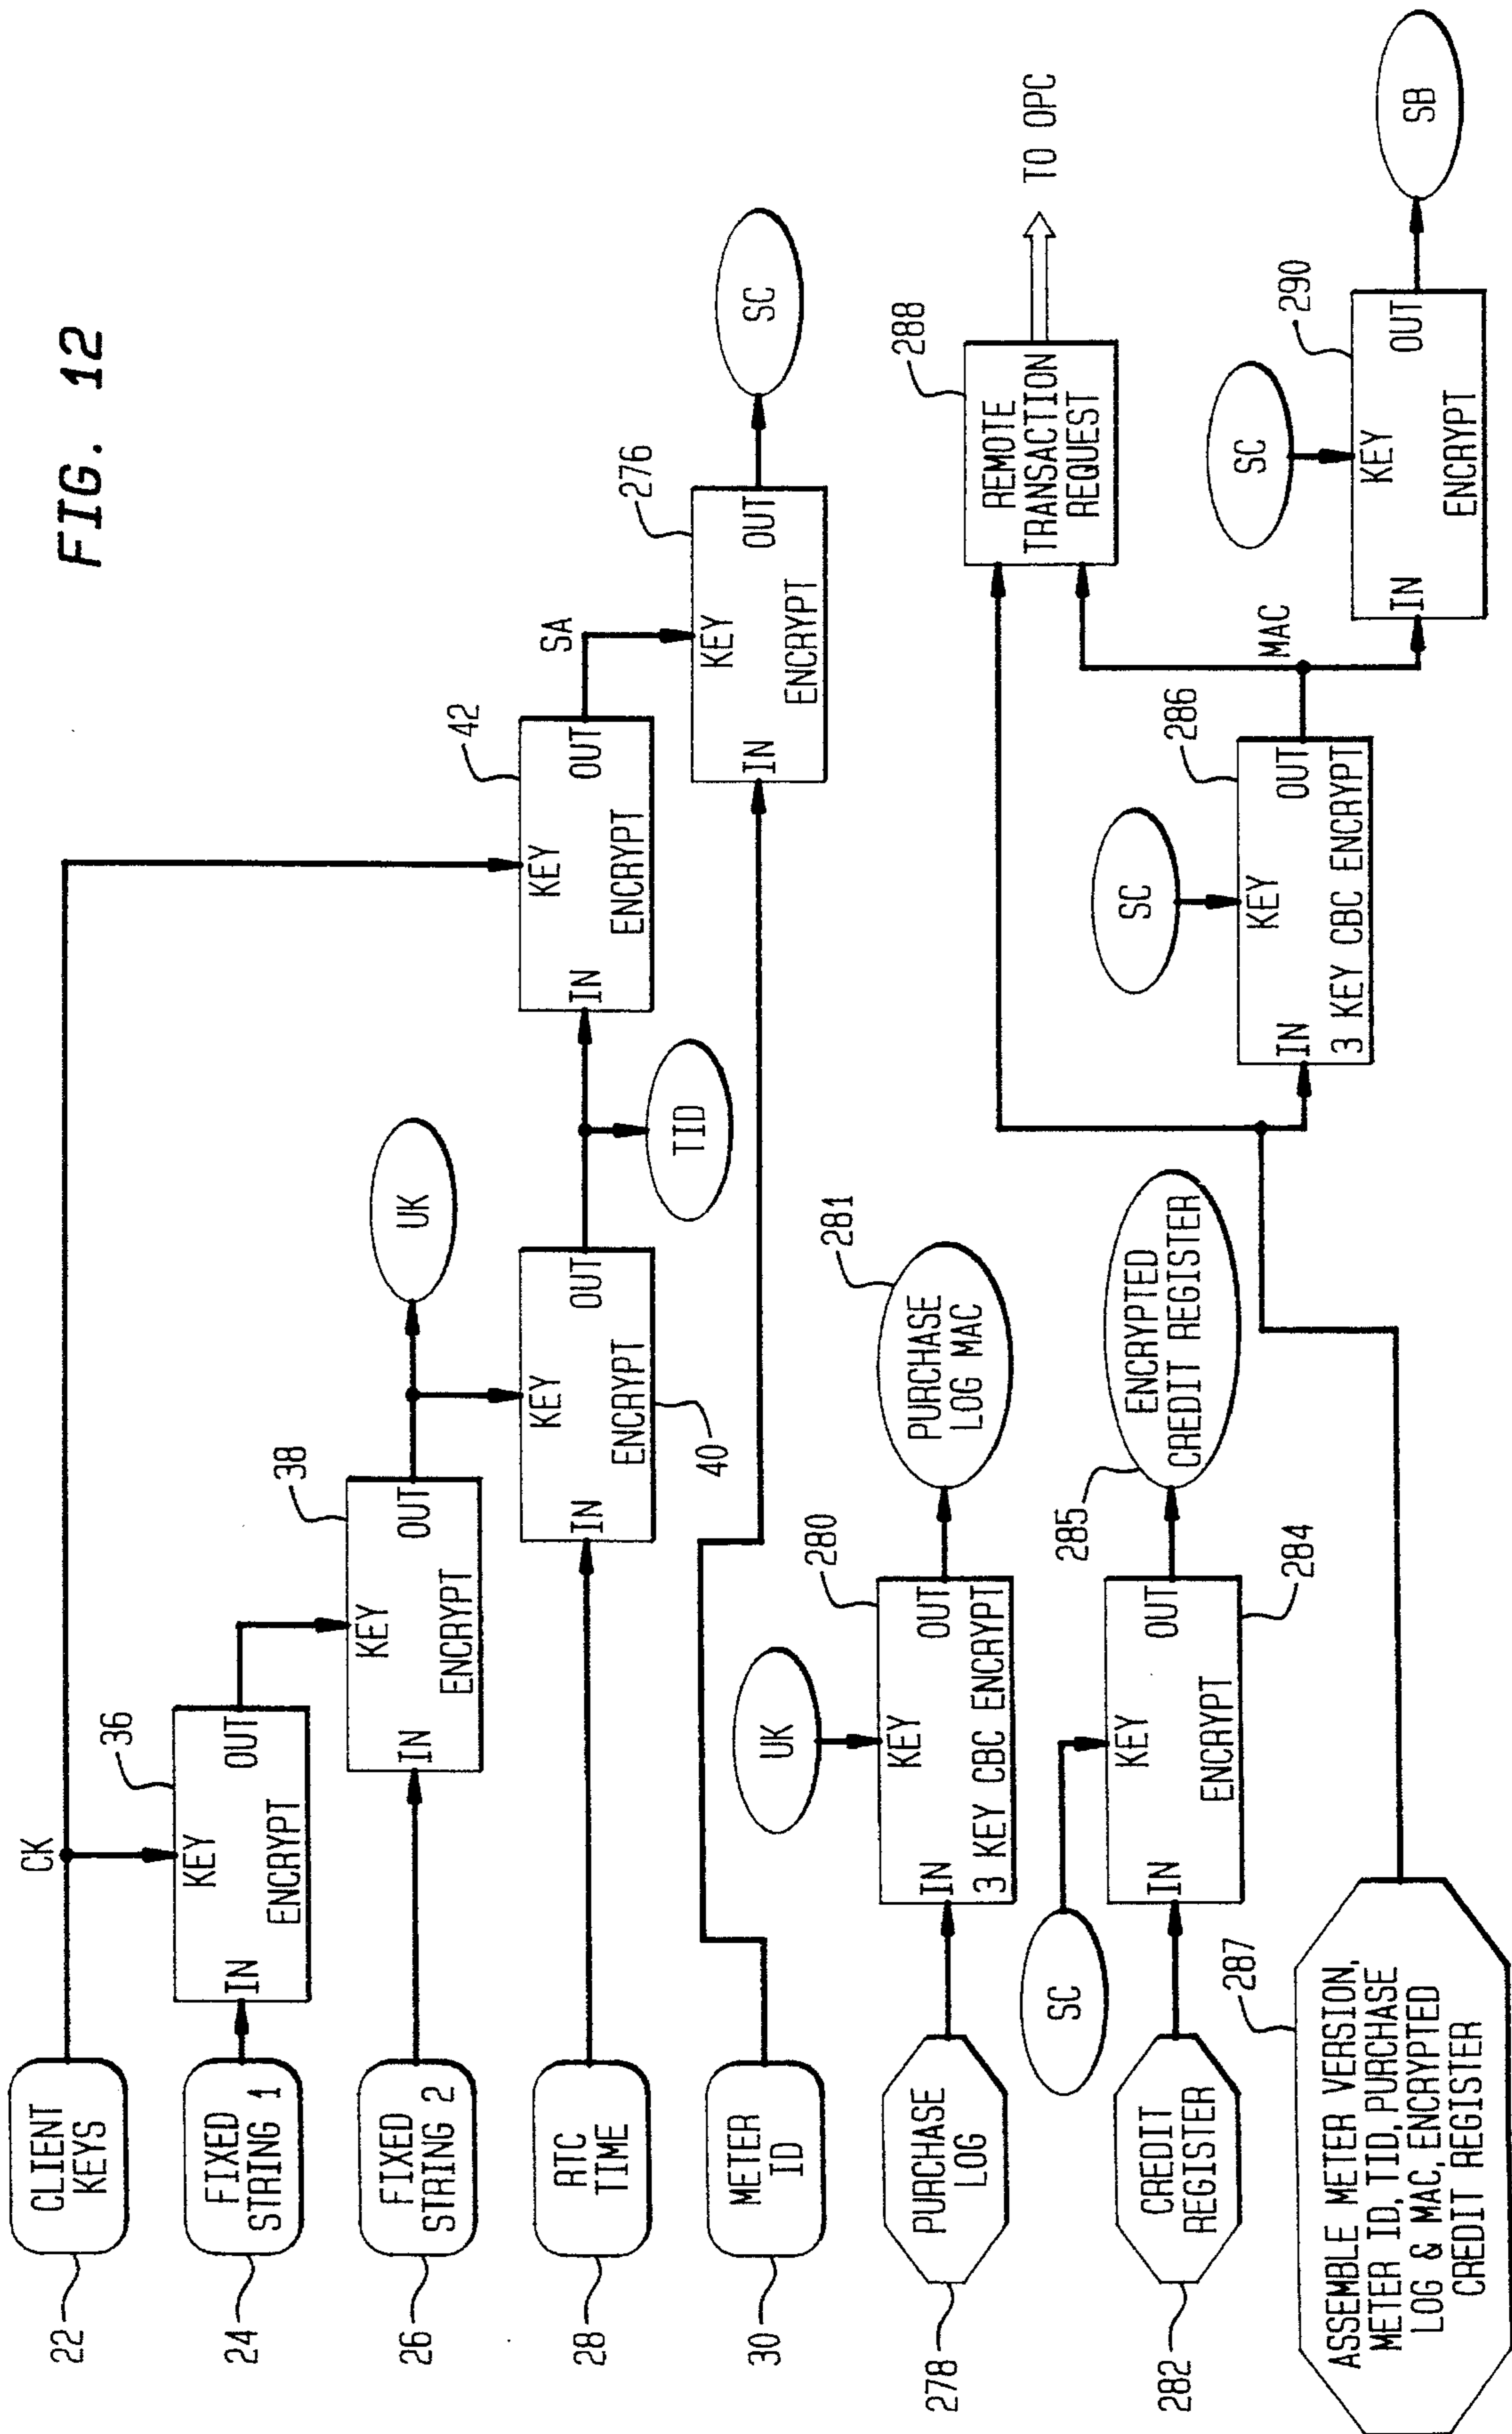 FIG. 12
22
CLIENT
KEYS
CK
24
FIXED
STRING 1
IN
KEY
OUT
ENCRYPT
36
26
FIXED
STRING 2
IN
KEY
OUT
ENCRYPT
38
UK
28
RTC
TIME
IN
KEY
OUT
ENCRYPT
40
TID
IN
KEY
OUT
ENCRYPT
42
SA
30
METER
ID
IN
KEY
OUT
ENCRYPT
276
SC
278
PURCHASE
LOG
UK
IN
KEY
OUT
3 KEY CBC ENCRYPT
280
PURCHASE
LOG MAC
281
282
CREDIT
REGISTER
SC
IN
KEY
OUT
ENCRYPT
284
285
ENCRYPTED
CREDIT REGISTER
287
ASSEMBLE METER VERSION,
METER ID, TID, PURCHASE
LOG & MAC, ENCRYPTED
CREDIT REGISTER
SC
IN
KEY
OUT
3 KEY CBC ENCRYPT
286
MAC
REMOTE
TRANSACTION
REQUEST
288
TO OPC
SC
IN
KEY
OUT
ENCRYPT
290
SB